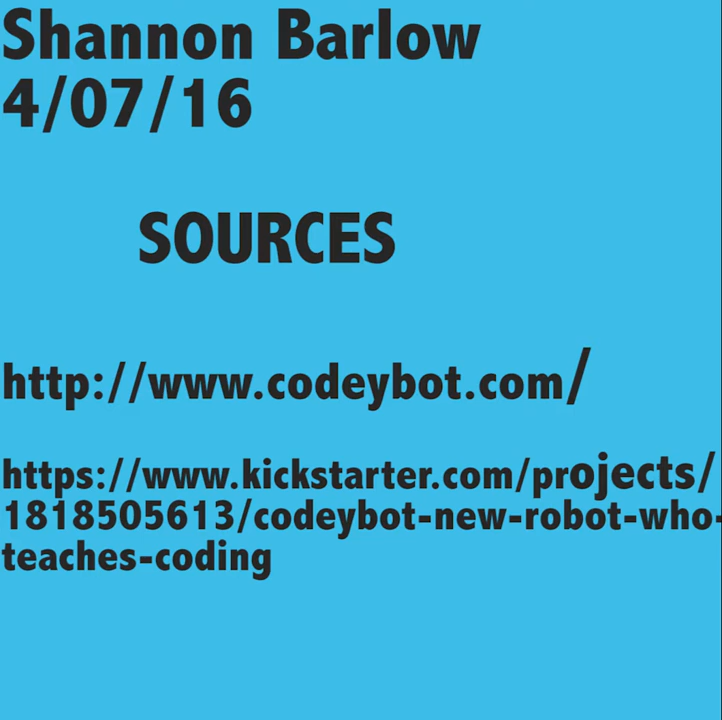 Shannon Barlow
4/07/16
SOURCES
http://www.codeybot.com/
https://www.kickstarter.com/projects/
1818505613/codeybot-new-robot-who-
teaches-coding